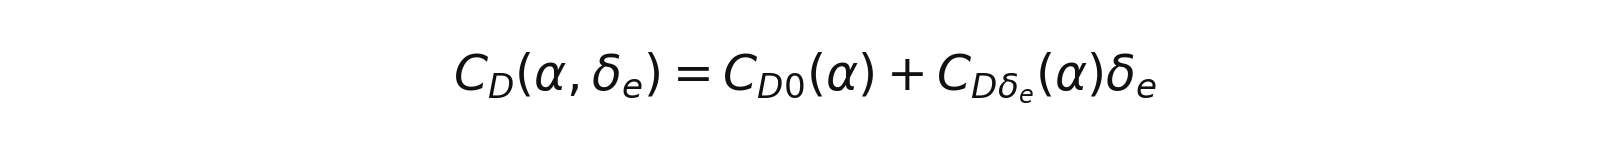 C_D(α, δ_e) = C_{D0}(α) + C_{Dδ_e}(α)δ_e